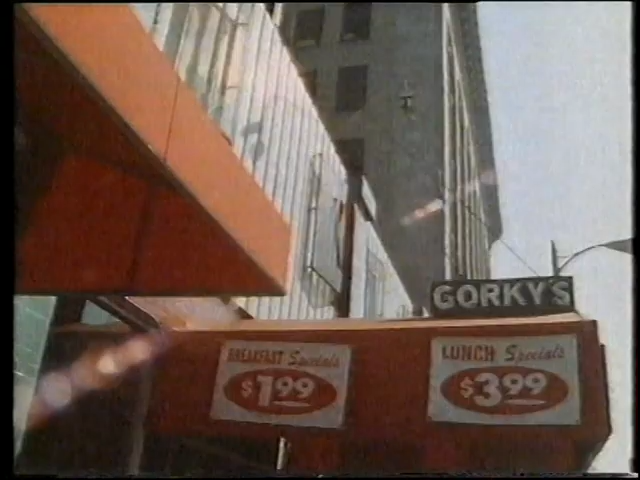 GORKY'S
BREAKFAST Specials
$1.99
LUNCH Specials
$3.99